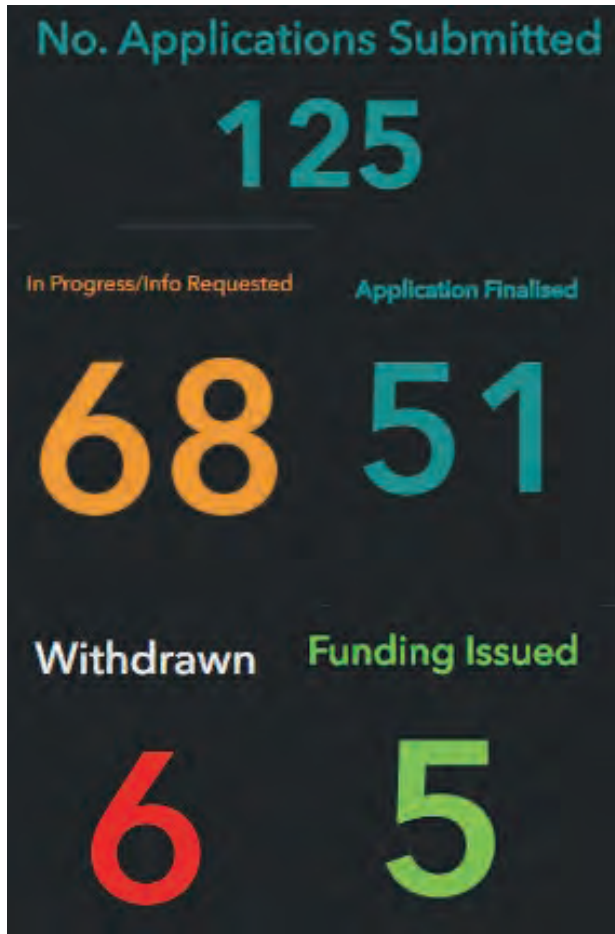 No. Applications Submitted
125
In Progress/Info Requested
Application Finalised
68
51
Withdrawn
Funding Issued
6
5